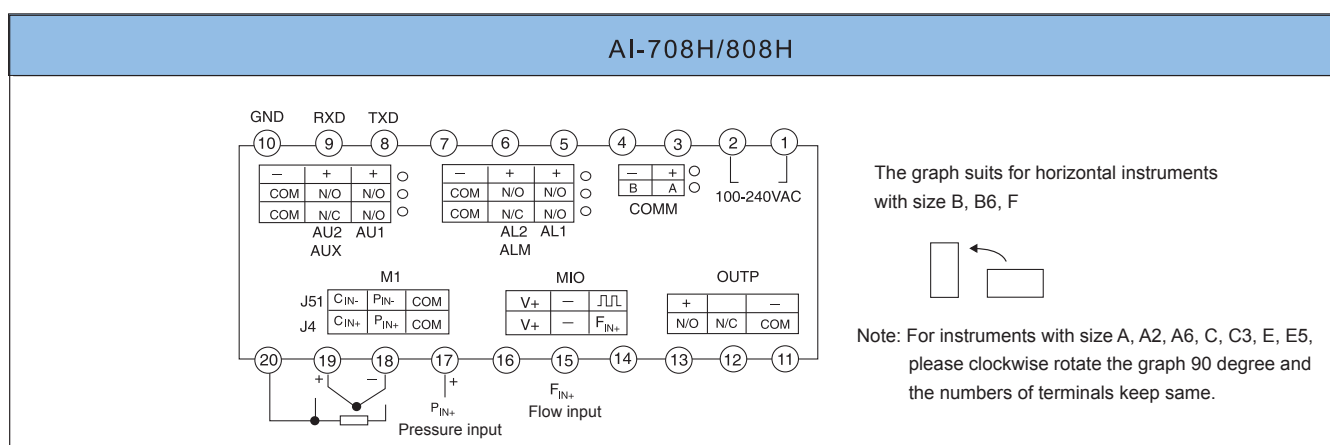 AI-708H/808H
GND RXD TXD
10 9 8 7 6 5 4 3 2 1
− + +
COM N/O N/O
COM N/C N/O
AU2 AU1
AUX
− + +
COM N/O N/O
COM N/C N/O
AL2 AL1
ALM
− +
B A
COMM
100-240VAC
M1
J51 CIN- PIN- COM
J4 CIN+ PIN+ COM
MIO
V+ −
V+ − FIN+
OUTP
+ −
N/O N/C COM
20 19 18 17 16 15 14 13 12 11
+ − +
PIN+
Pressure input
FIN+
Flow input
The graph suits for horizontal instruments
with size B, B6, F
Note: For instruments with size A, A2, A6, C, C3, E, E5,
please clockwise rotate the graph 90 degree and
the numbers of terminals keep same.